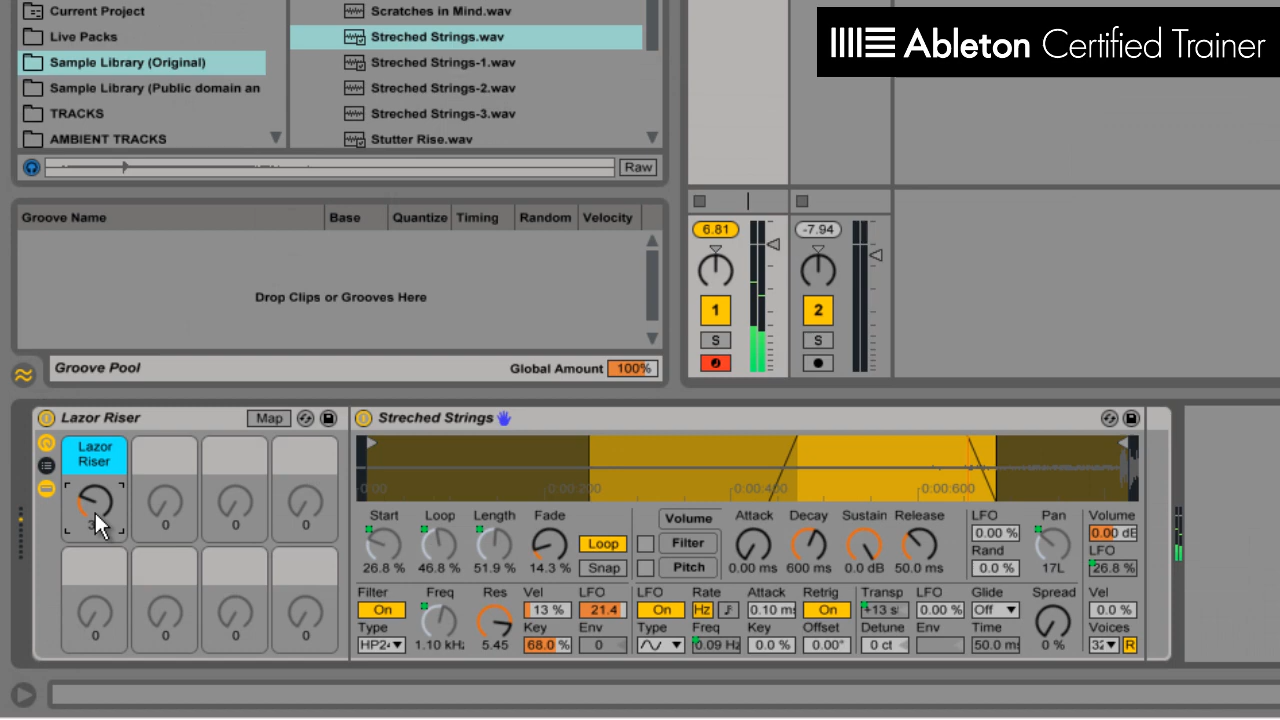 Current Project
Scratches in Mind.wav
Live Packs
Streched Strings.wav
Sample Library (Original)
Streched Strings-1.wav
Sample Library (Public domain an
Streched Strings-2.wav
TRACKS
Streched Strings-3.wav
AMBIENT TRACKS
Stutter Rise.wav
Raw
Ableton Certified Trainer
Groove Name Base Quantize Timing Random Velocity
Drop Clips or Grooves Here
Groove Pool Global Amount 100%
6.81 -7.94
1 2
S S
Lazor Riser Map
Lazor
Riser
0 0 0
0 0 0 0
Streched Strings
0:00 0:00:200 0:00:400 0:00:600
Start Loop Length Fade
Loop
Snap
26.8 % 46.8 % 51.9 % 14.3 %
Volume
Filter
Pitch
Attack Decay Sustain Release
0.00 ms 600 ms 0.0 dB 50.0 ms
LFO
0.00 %
Rand
0.0 %
Pan
17L
Volume
0.00 dB
LFO
26.8 %
Filter Freq Res Vel LFO
On 13 % 21.4
Type Key Env
HP2 1.10 kHz 5.45 68.0 % 0
LFO Rate Attack Retrig
On Hz 0.10 ms On
Type Freq Key Offset
0.09 Hz 0.0 % 0.00°
Transp LFO Glide Spread
+13 s 0.00 % Off
Detune Env Time
0 ct 50.0 ms 0 %
Vel
0.0 %
Voices
32 R